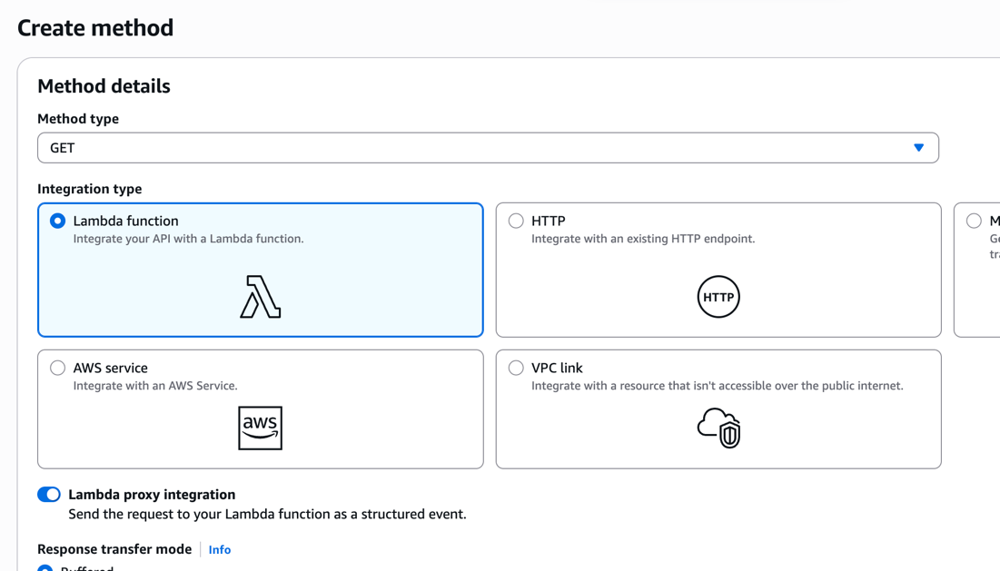 Create method
Method details
Method type
GET
Integration type
Lambda function
Integrate your API with a Lambda function.
HTTP
Integrate with an existing HTTP endpoint.
HTTP
AWS service
Integrate with an AWS Service.
aws
VPC link
Integrate with a resource that isn't accessible over the public internet.
Lambda proxy integration
Send the request to your Lambda function as a structured event.
Response transfer mode
Info
Buffered